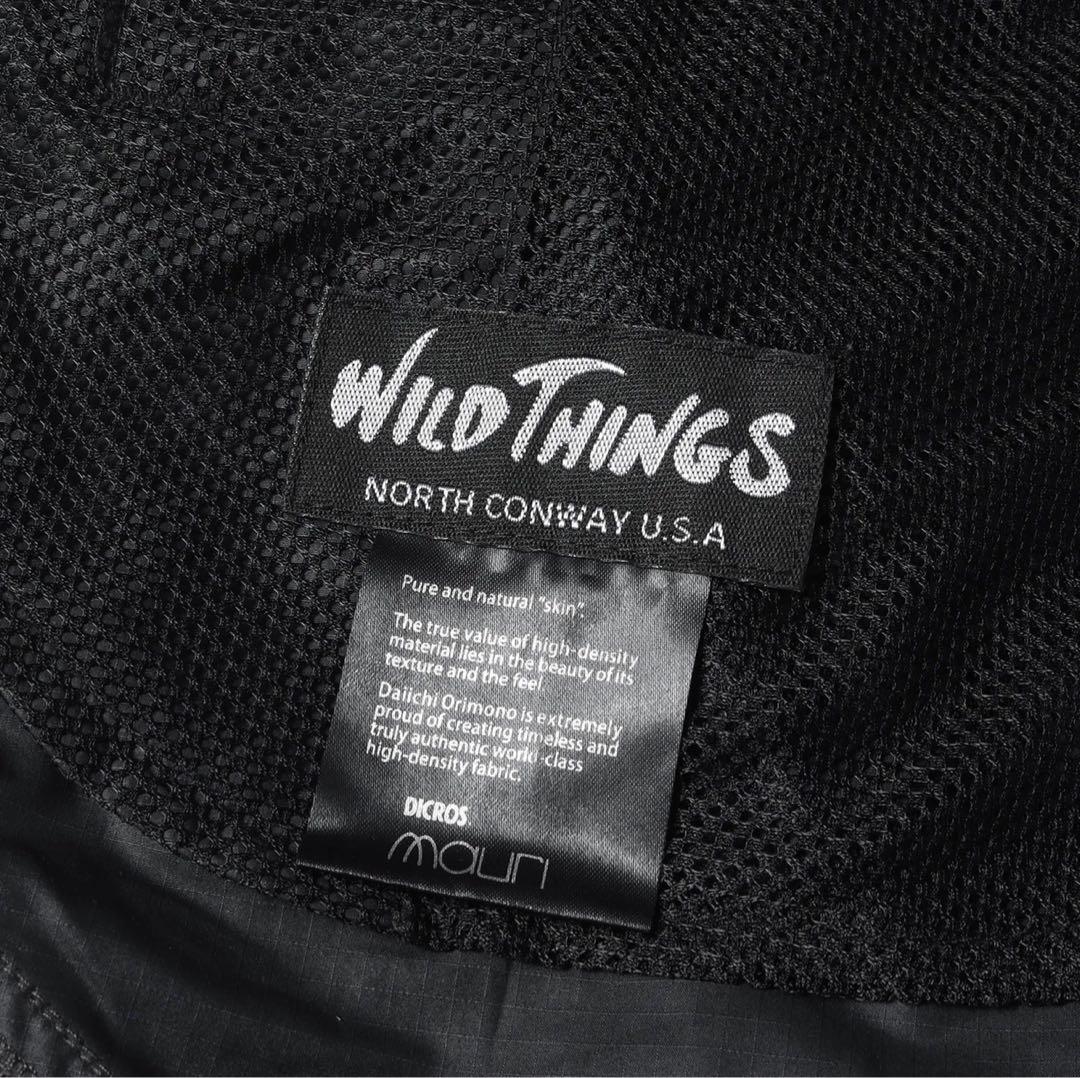 WILD THINGS
NORTH CONWAY U.S.A
Pure and natural "skin".
The true value of high-density
material lies in the beauty of its
texture and the feel.
Daiichi Orimono is extremely
proud of creating timeless and
truly authentic world-class
high-density fabric.
DICROS
mauri